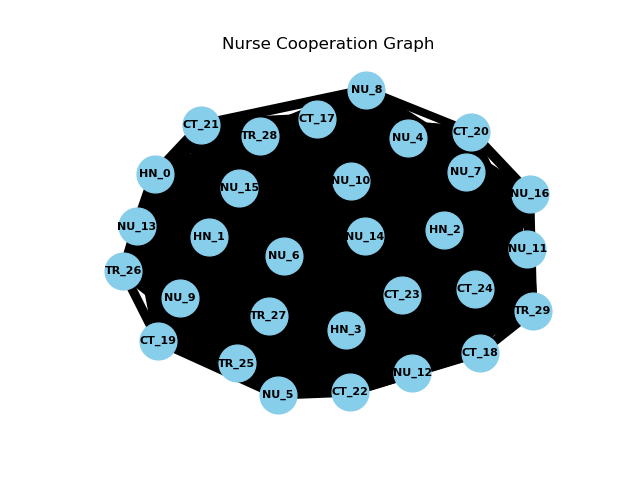 Nurse Cooperation Graph
NU_8
CT_17
CT_21
TR_28
NU_4
CT_20
NU_7
HN_0
NU_10
NU_15
NU_16
NU_13
HN_2
NU_14
HN_1
NU_11
NU_6
TR_26
CT_24
CT_23
NU_9
TR_29
TR_27
HN_3
CT_19
CT_18
TR_25
NU_12
CT_22
NU_5